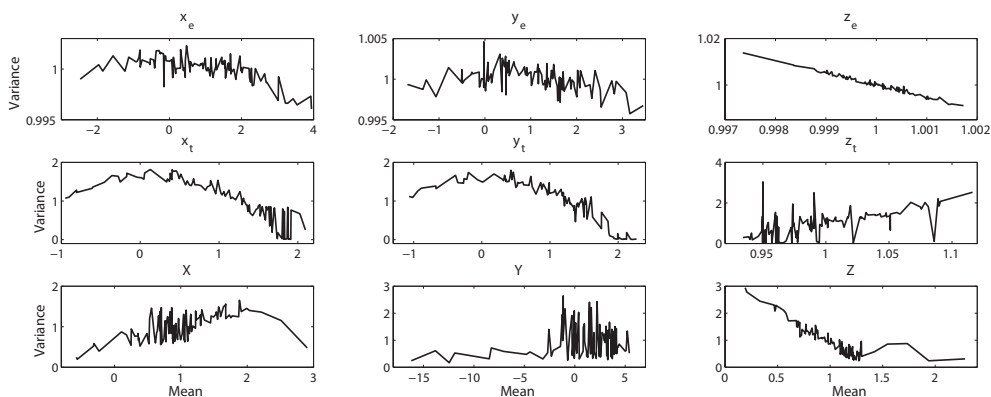 x_e
y_e
z_e
Variance
1
0.995
−2 0 2 4
1.005
1
0.995
−2 −1 0 1 2 3
1.02
1
0.997 0.998 0.999 1 1.001 1.002
x_t
y_t
z_t
Variance
2
1
0
−1 0 1 2
2
1
0
−1 0 1 2
4
2
0
0.95 1 1.05 1.1
X
Y
Z
Variance
2
1
0
0 1 2 3
Mean
3
2
1
0
−15 −10 −5 0 5
Mean
3
2
1
0
0 0.5 1 1.5 2
Mean